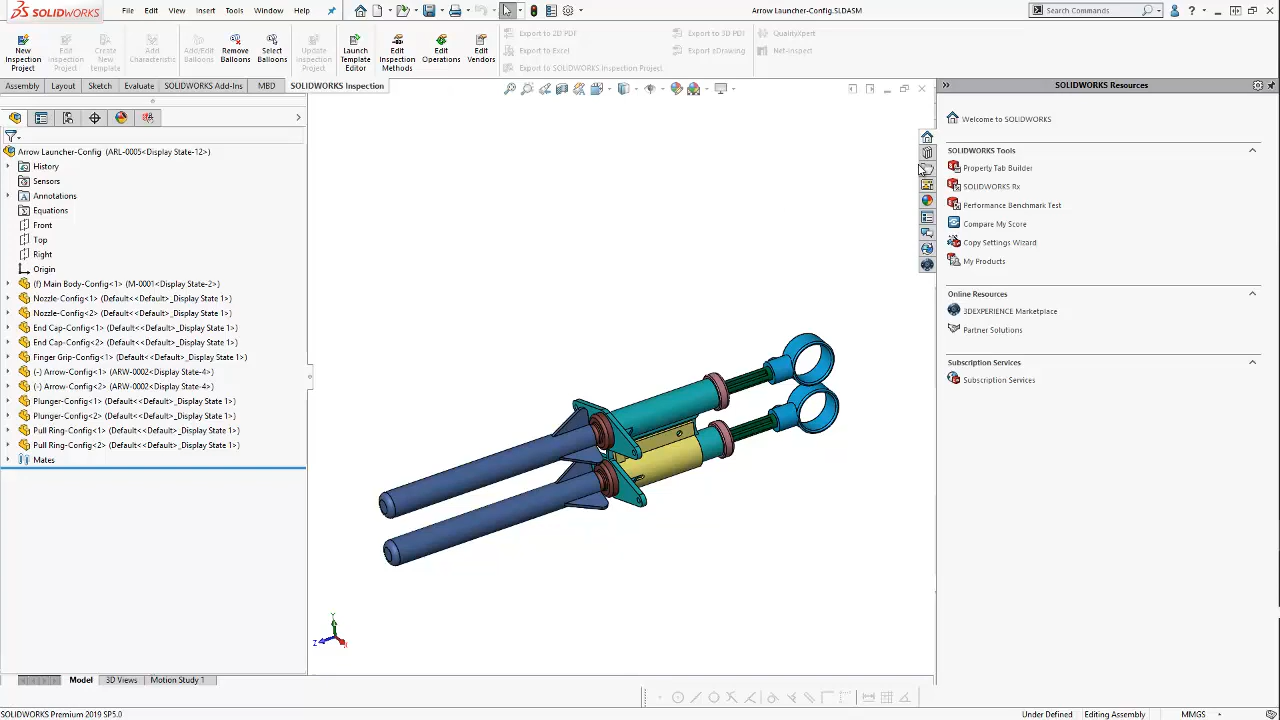 SOLIDWORKS
File
Edit
View
Insert
Tools
Window
Help
Arrow Launcher-Config.SLDASM
Search Commands
New Inspection Project
Edit Inspection Project
Create New template
Add Characteristic
Add/Edit Balloons
Remove Balloons
Select Balloons
Update Inspection Project
Launch Template Editor
Edit Inspection Methods
Edit Operations
Edit Vendors
Export to 2D PDF
Export to Excel
Export to SOLIDWORKS Inspection Project
Export to 3D PDF
Export eDrawing
QualityXpert
Net-Inspect
Assembly
Layout
Sketch
Evaluate
SOLIDWORKS Add-Ins
MBD
SOLIDWORKS Inspection
Arrow Launcher-Config (ARL-0005<Display State-12>)
History
Sensors
Annotations
Equations
Front
Top
Right
Origin
(f) Main Body-Config<1> (M-0001<Display State-2>)
Nozzle-Config<1> (Default<<Default>_Display State 1>)
Nozzle-Config<2> (Default<<Default>_Display State 1>)
End Cap-Config<1> (Default<<Default>_Display State 1>)
End Cap-Config<2> (Default<<Default>_Display State 1>)
Finger Grip-Config<1> (Default<<Default>_Display State 1>)
(-) Arrow-Config<1> (ARW-0002<Display State-4>)
(-) Arrow-Config<2> (ARW-0002<Display State-4>)
Plunger-Config<1> (Default<<Default>_Display State 1>)
Plunger-Config<2> (Default<<Default>_Display State 1>)
Pull Ring-Config<1> (Default<<Default>_Display State 1>)
Pull Ring-Config<2> (Default<<Default>_Display State 1>)
Mates
Y
Z
X
SOLIDWORKS Resources
Welcome to SOLIDWORKS
SOLIDWORKS Tools
Property Tab Builder
SOLIDWORKS Rx
Performance Benchmark Test
Compare My Score
Copy Settings Wizard
My Products
Online Resources
3DEXPERIENCE Marketplace
Partner Solutions
Subscription Services
Subscription Services
Model
3D Views
Motion Study 1
SOLIDWORKS Premium 2019 SP5.0
Under Defined
Editing Assembly
MMGS